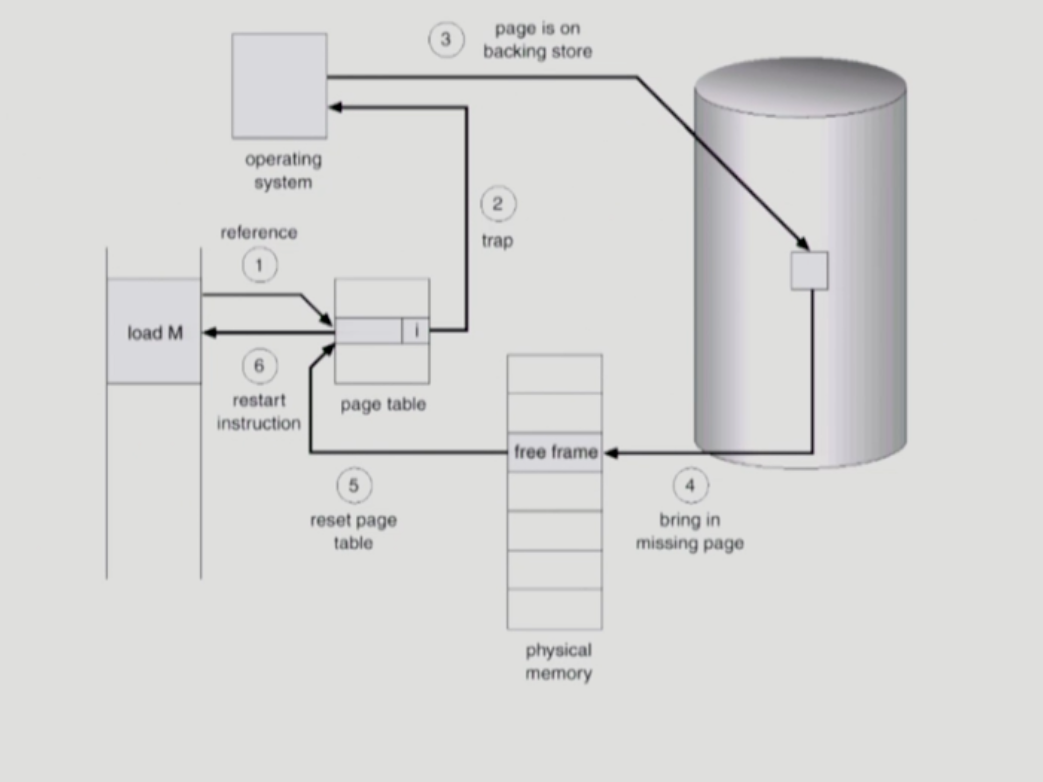 3
page is on
backing store
operating
system
2
trap
reference
1
load M
i
6
restart
instruction
page table
free frame
5
reset page
table
4
bring in
missing page
physical
memory